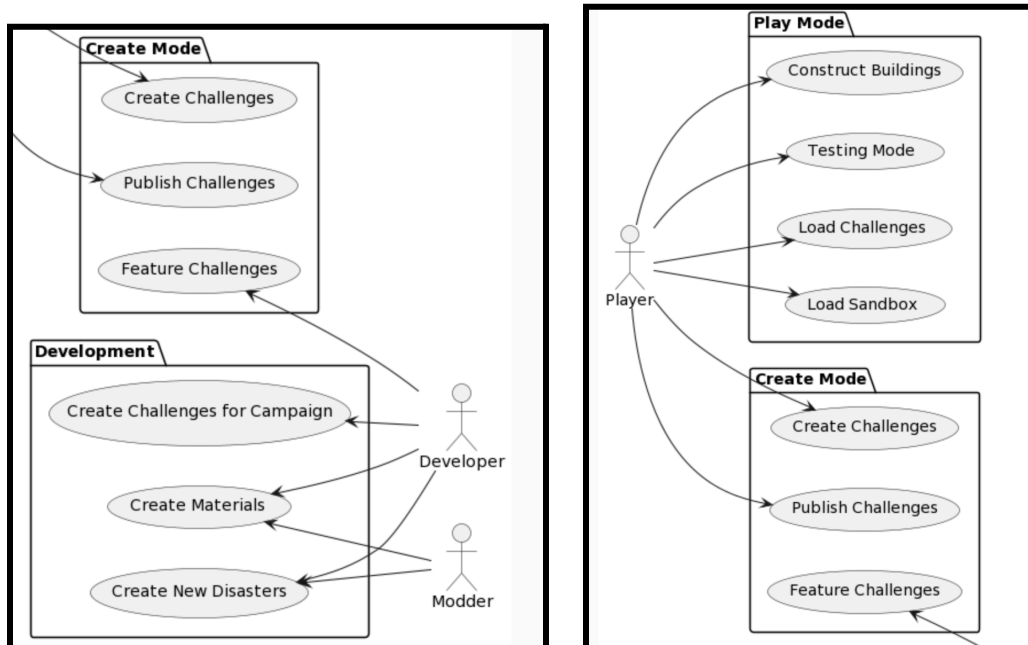 Create Mode
Create Challenges
Publish Challenges
Feature Challenges
Development
Create Challenges for Campaign
Developer
Create Materials
Create New Disasters
Modder
Play Mode
Construct Buildings
Testing Mode
Load Challenges
Player
Load Sandbox
Create Mode
Create Challenges
Publish Challenges
Feature Challenges